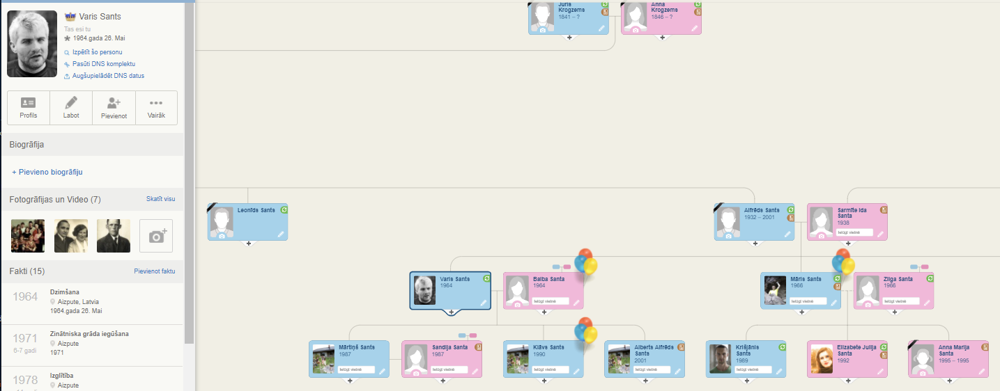 Varis Sants
Tas esi tu
1964.gada 26. Mai
Izpētīt šo personu
Pasūti DNS komplektu
Augšupielādēt DNS datus
Profils
Labot
Pievienot
Vairāk
Biogrāfija
+ Pievieno biogrāfiju
Fotogrāfijas un Video (7)
Skatīt visu
Fakti (15)
Pievienot faktu
1964
Dzimšana
Aizpute, Latvia
1964.gada 26. Mai
1971
6-7 gadi
Zinātniska grāda iegūšana
Aizpute
1971
1978
Izglītība
Aizpute
Juris
Krogzems
1841 – ?
Anna
Krogzems
1846 – ?
Leonīds Sants
Alfrēds Sants
1932 – 2001
Sarmīte Ida
Santa
1938
Ielūgt vietnē
Varis Sants
1964
Baiba Santa
1964
Ielūgt vietnē
Māris Sants
1966
Ielūgt vietnē
Zilga Santa
1966
Ielūgt vietnē
Mārtiņš Sants
1987
Ielūgt vietnē
Sandija Santa
1987
Ielūgt vietnē
Klāvs Sants
1990
Ielūgt vietnē
Alberts Alfrēds
Sants
2001
Ielūgt vietnē
Krišjānis
Sants
1989
Ielūgt vietnē
Elizabete Julija
Santa
1992
Ielūgt vietnē
Anna Marija
Santa
1995 – 1995